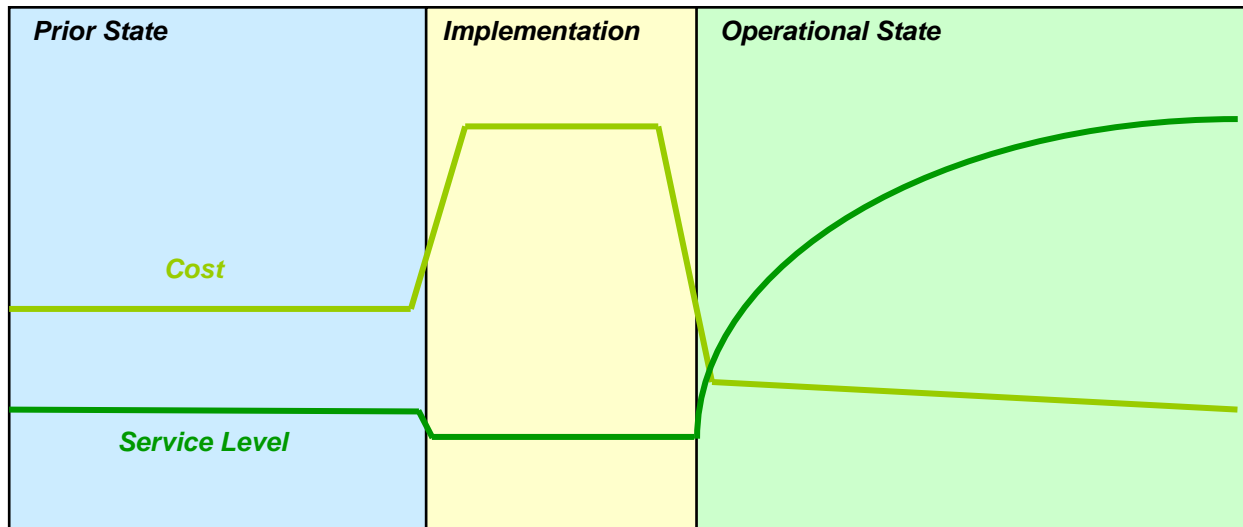 Prior State
Implementation
Operational State
Cost
Service Level